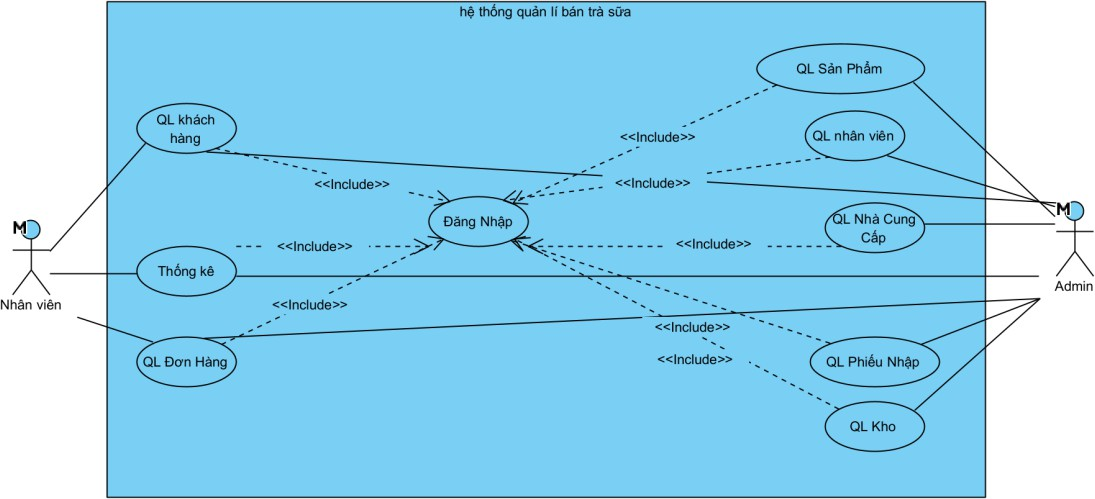 hệ thống quản lí bán trà sữa
QL Sản Phẩm
QL khách
hàng
QL nhân viên
<<Include>>
<<Include>>
<<Include>>
M
M
Đăng Nhập
QL Nhà Cung
Cấp
<<Include>>
<<Include>>
Thống kê
Nhân viên
Admin
<<Include>>
<<Include>>
<<Include>>
QL Đơn Hàng
QL Phiếu Nhập
QL Kho